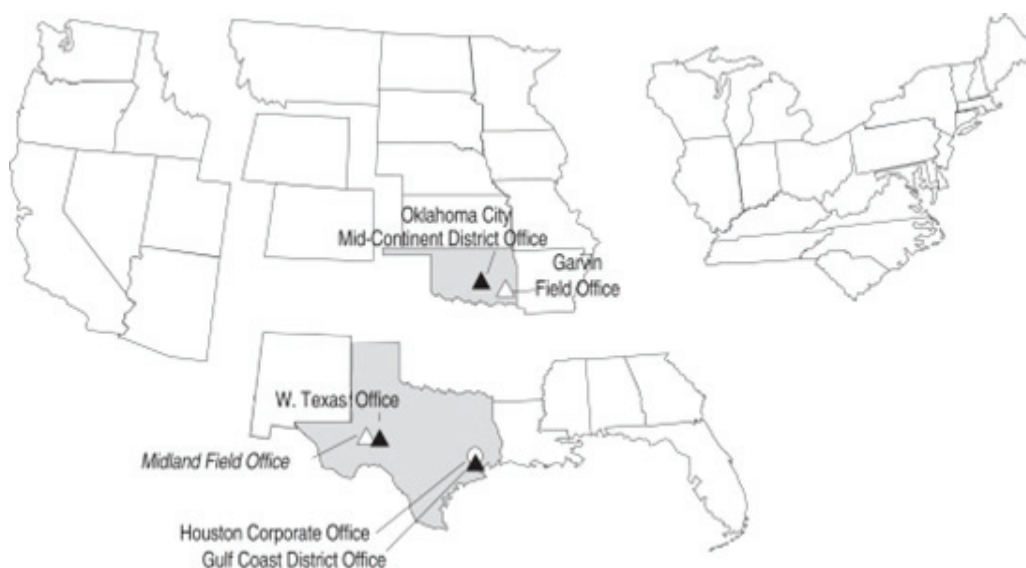 Oklahoma City
Mid-Continent District Office
Garvin
Field Office
W. Texas Office
Midland Field Office
Houston Corporate Office
Gulf Coast District Office